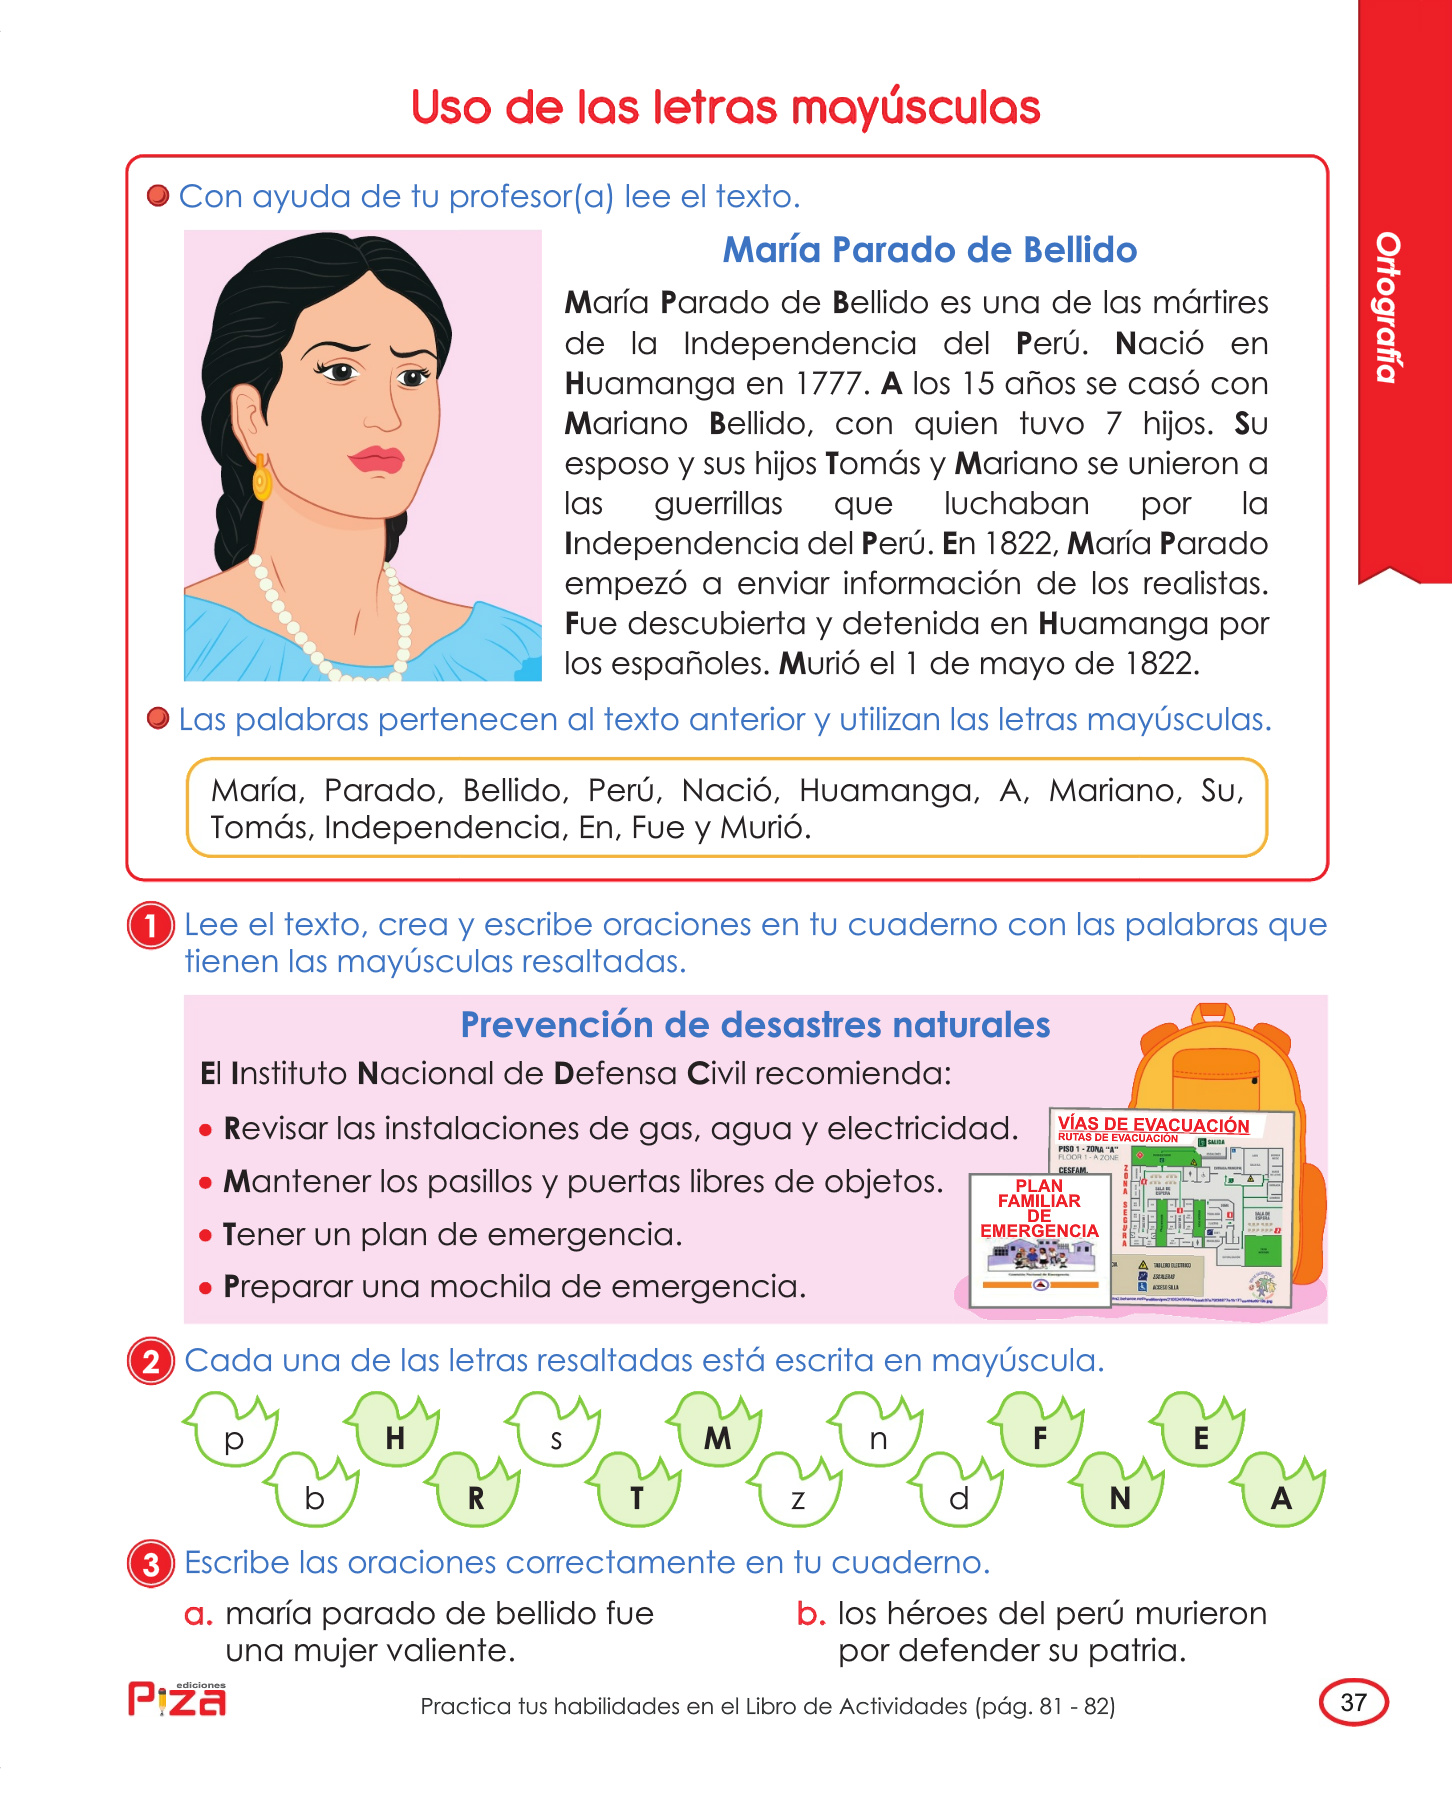 Uso de las letras mayúsculas
Ortografía
Con ayuda de tu profesor(a) lee el texto.
María Parado de Bellido
María Parado de Bellido es una de las mártires
de la Independencia del Perú. Nació en
Huamanga en 1777. A los 15 años se casó con
Mariano Bellido, con quien tuvo 7 hijos. Su
esposo y sus hijos Tomás y Mariano se unieron a
las guerrillas que luchaban por la
Independencia del Perú. En 1822, María Parado
empezó a enviar información de los realistas.
Fue descubierta y detenida en Huamanga por
los españoles. Murió el 1 de mayo de 1822.
Las palabras pertenecen al texto anterior y utilizan las letras mayúsculas.
María, Parado, Bellido, Perú, Nació, Huamanga, A, Mariano, Su,
Tomás, Independencia, En, Fue y Murió.
1 Lee el texto, crea y escribe oraciones en tu cuaderno con las palabras que
tienen las mayúsculas resaltadas.
Prevención de desastres naturales
El Instituto Nacional de Defensa Civil recomienda:
• Revisar las instalaciones de gas, agua y electricidad.
• Mantener los pasillos y puertas libres de objetos.
• Tener un plan de emergencia.
• Preparar una mochila de emergencia.
VÍAS DE EVACUACIÓN
RUTAS DE EVACUACIÓN
SALIDA
PISO 1 - ZONA "A"
FLOOR 1 - A ZONE
CESFAM.
ZONA SEGURA
PLAN
FAMILIAR
DE
EMERGENCIA
2 Cada una de las letras resaltadas está escrita en mayúscula.
p H s M n F E
b R T z d N A
3 Escribe las oraciones correctamente en tu cuaderno.
a. maría parado de bellido fue
una mujer valiente.
b. los héroes del perú murieron
por defender su patria.
ediciones
PIZA
Practica tus habilidades en el Libro de Actividades (pág. 81 - 82)
37